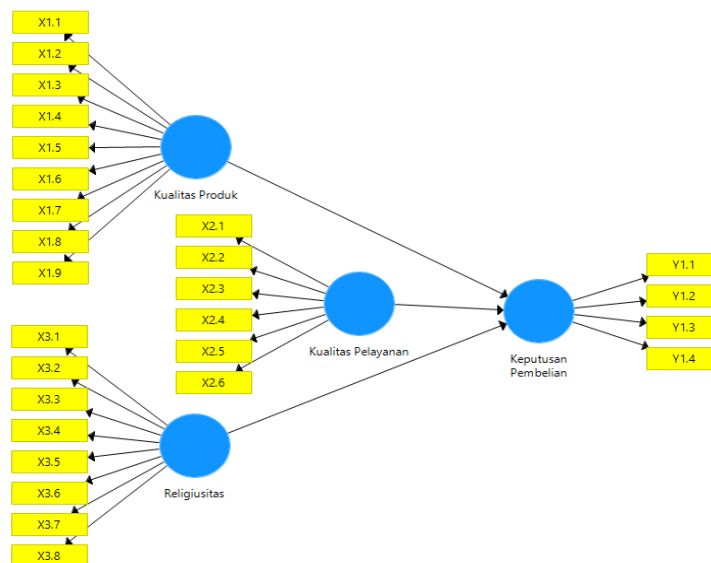 X1.1
X1.2
X1.3
X1.4
X1.5
X1.6
X1.7
X1.8
X1.9
Kualitas Produk
X2.1
X2.2
X2.3
X2.4
X2.5
X2.6
Kualitas Pelayanan
X3.1
X3.2
X3.3
X3.4
X3.5
X3.6
X3.7
X3.8
Religiusitas
Keputusan
Pembelian
Y1.1
Y1.2
Y1.3
Y1.4